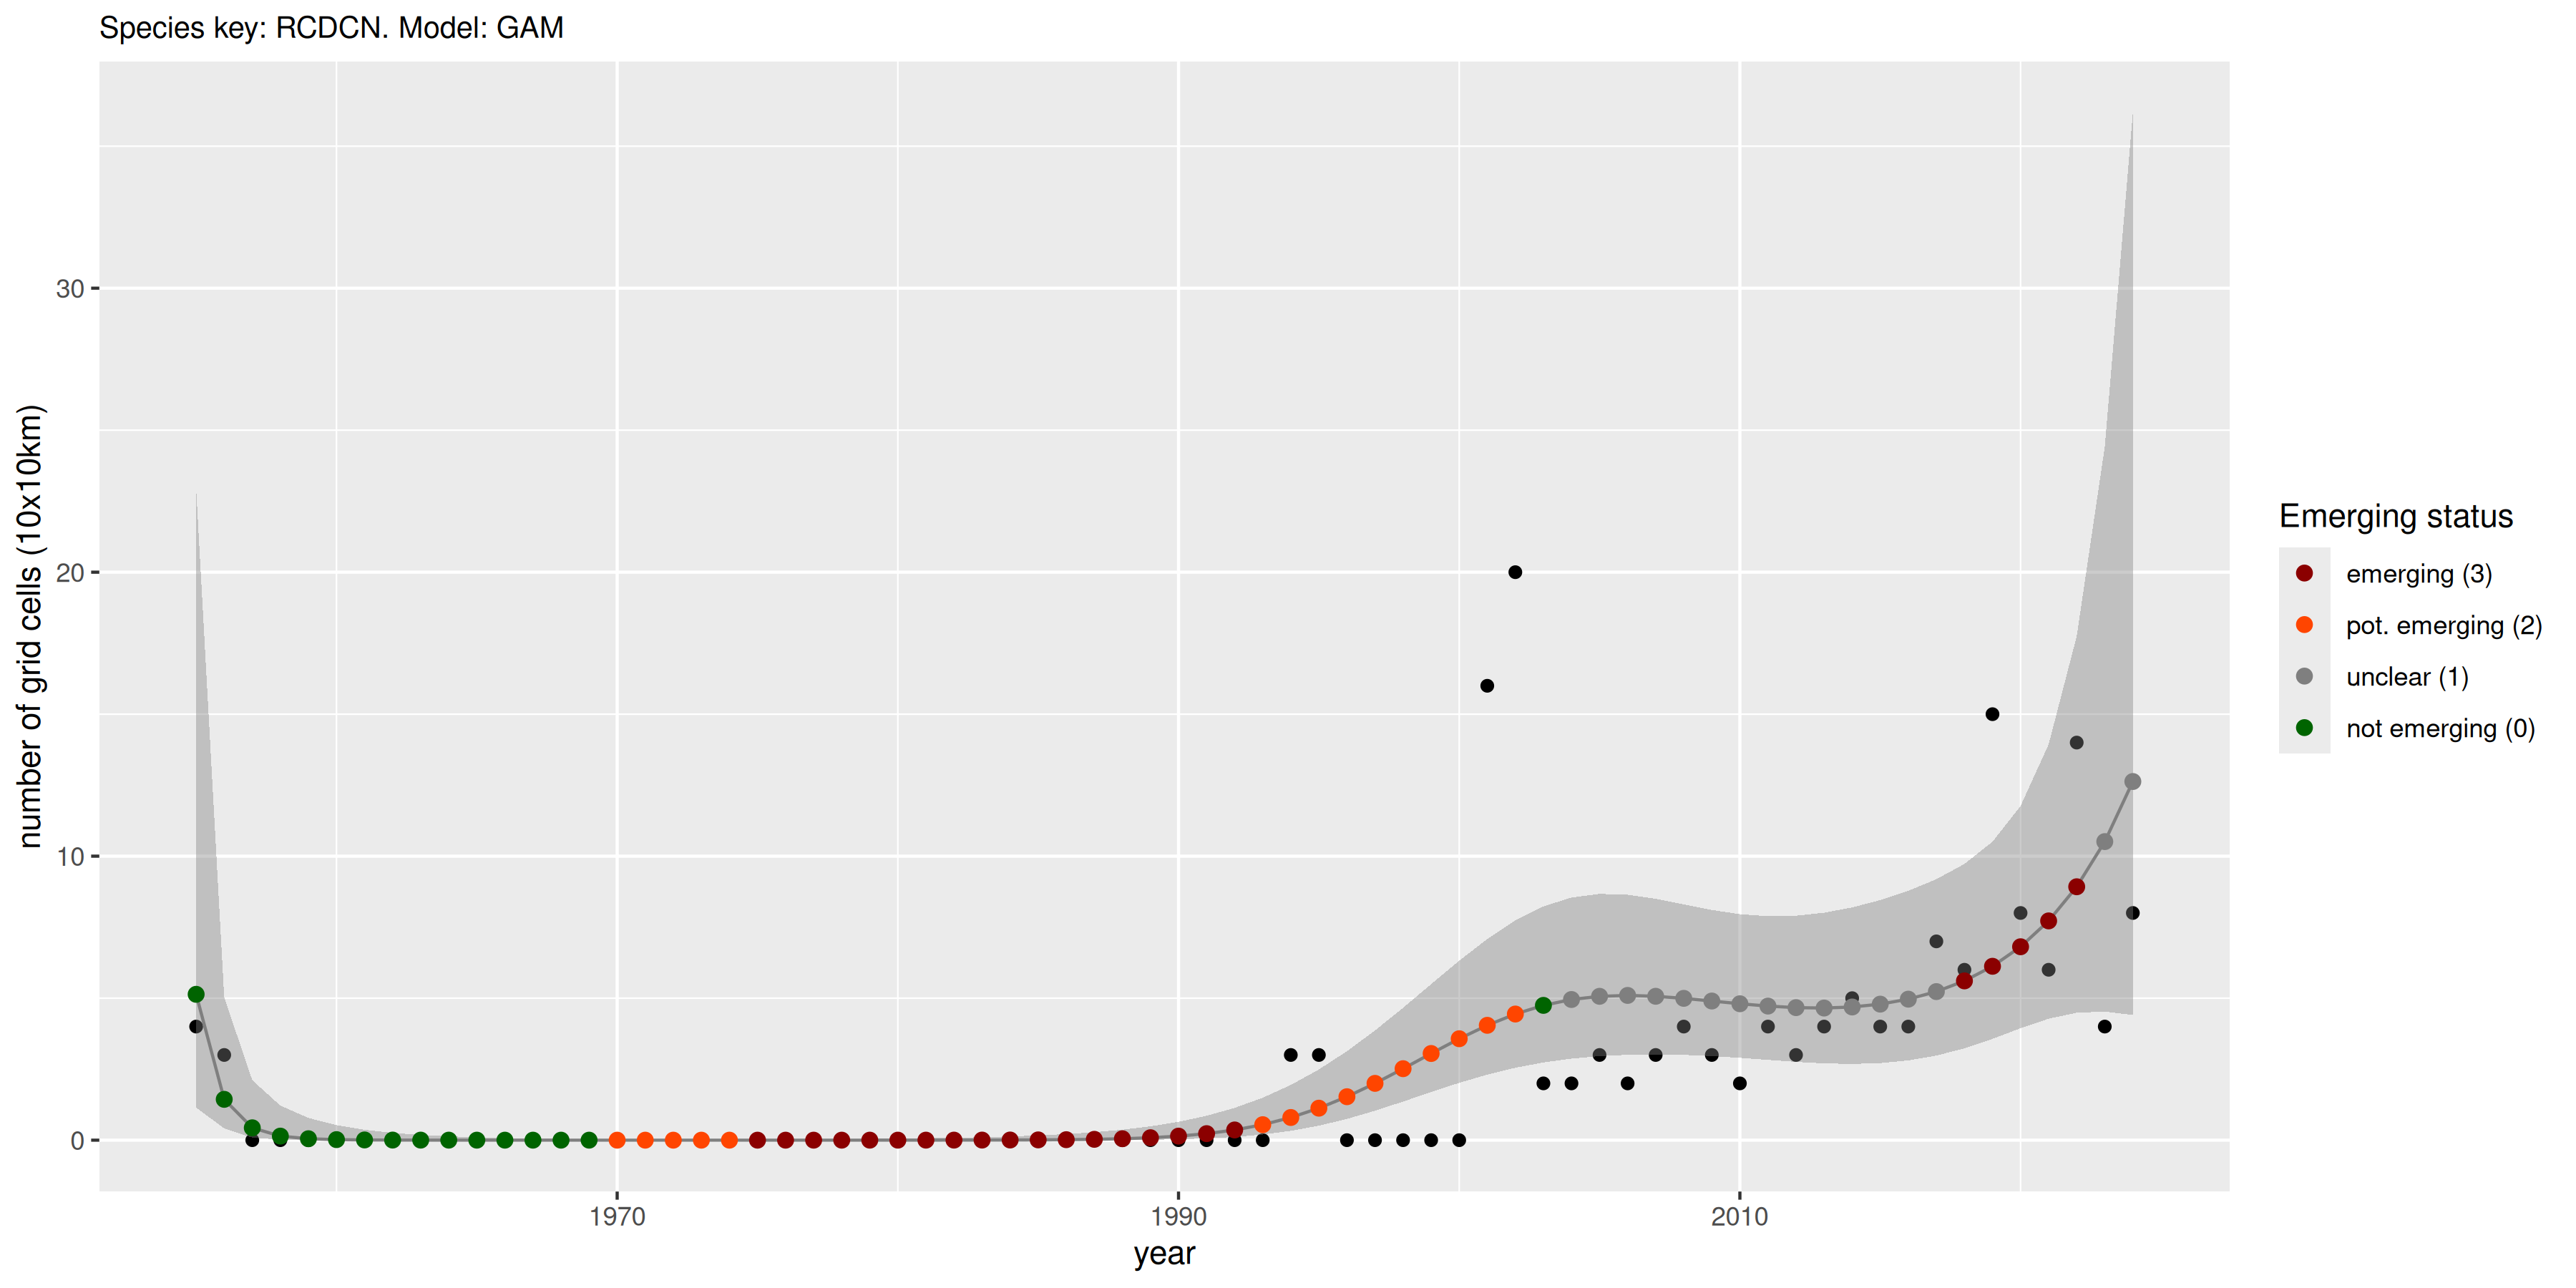 Species key: RCDCN. Model: GAM
number of grid cells (10x10km)
30
20
10
0
1970
1990
2010
year
Emerging status
emerging (3)
pot. emerging (2)
unclear (1)
not emerging (0)